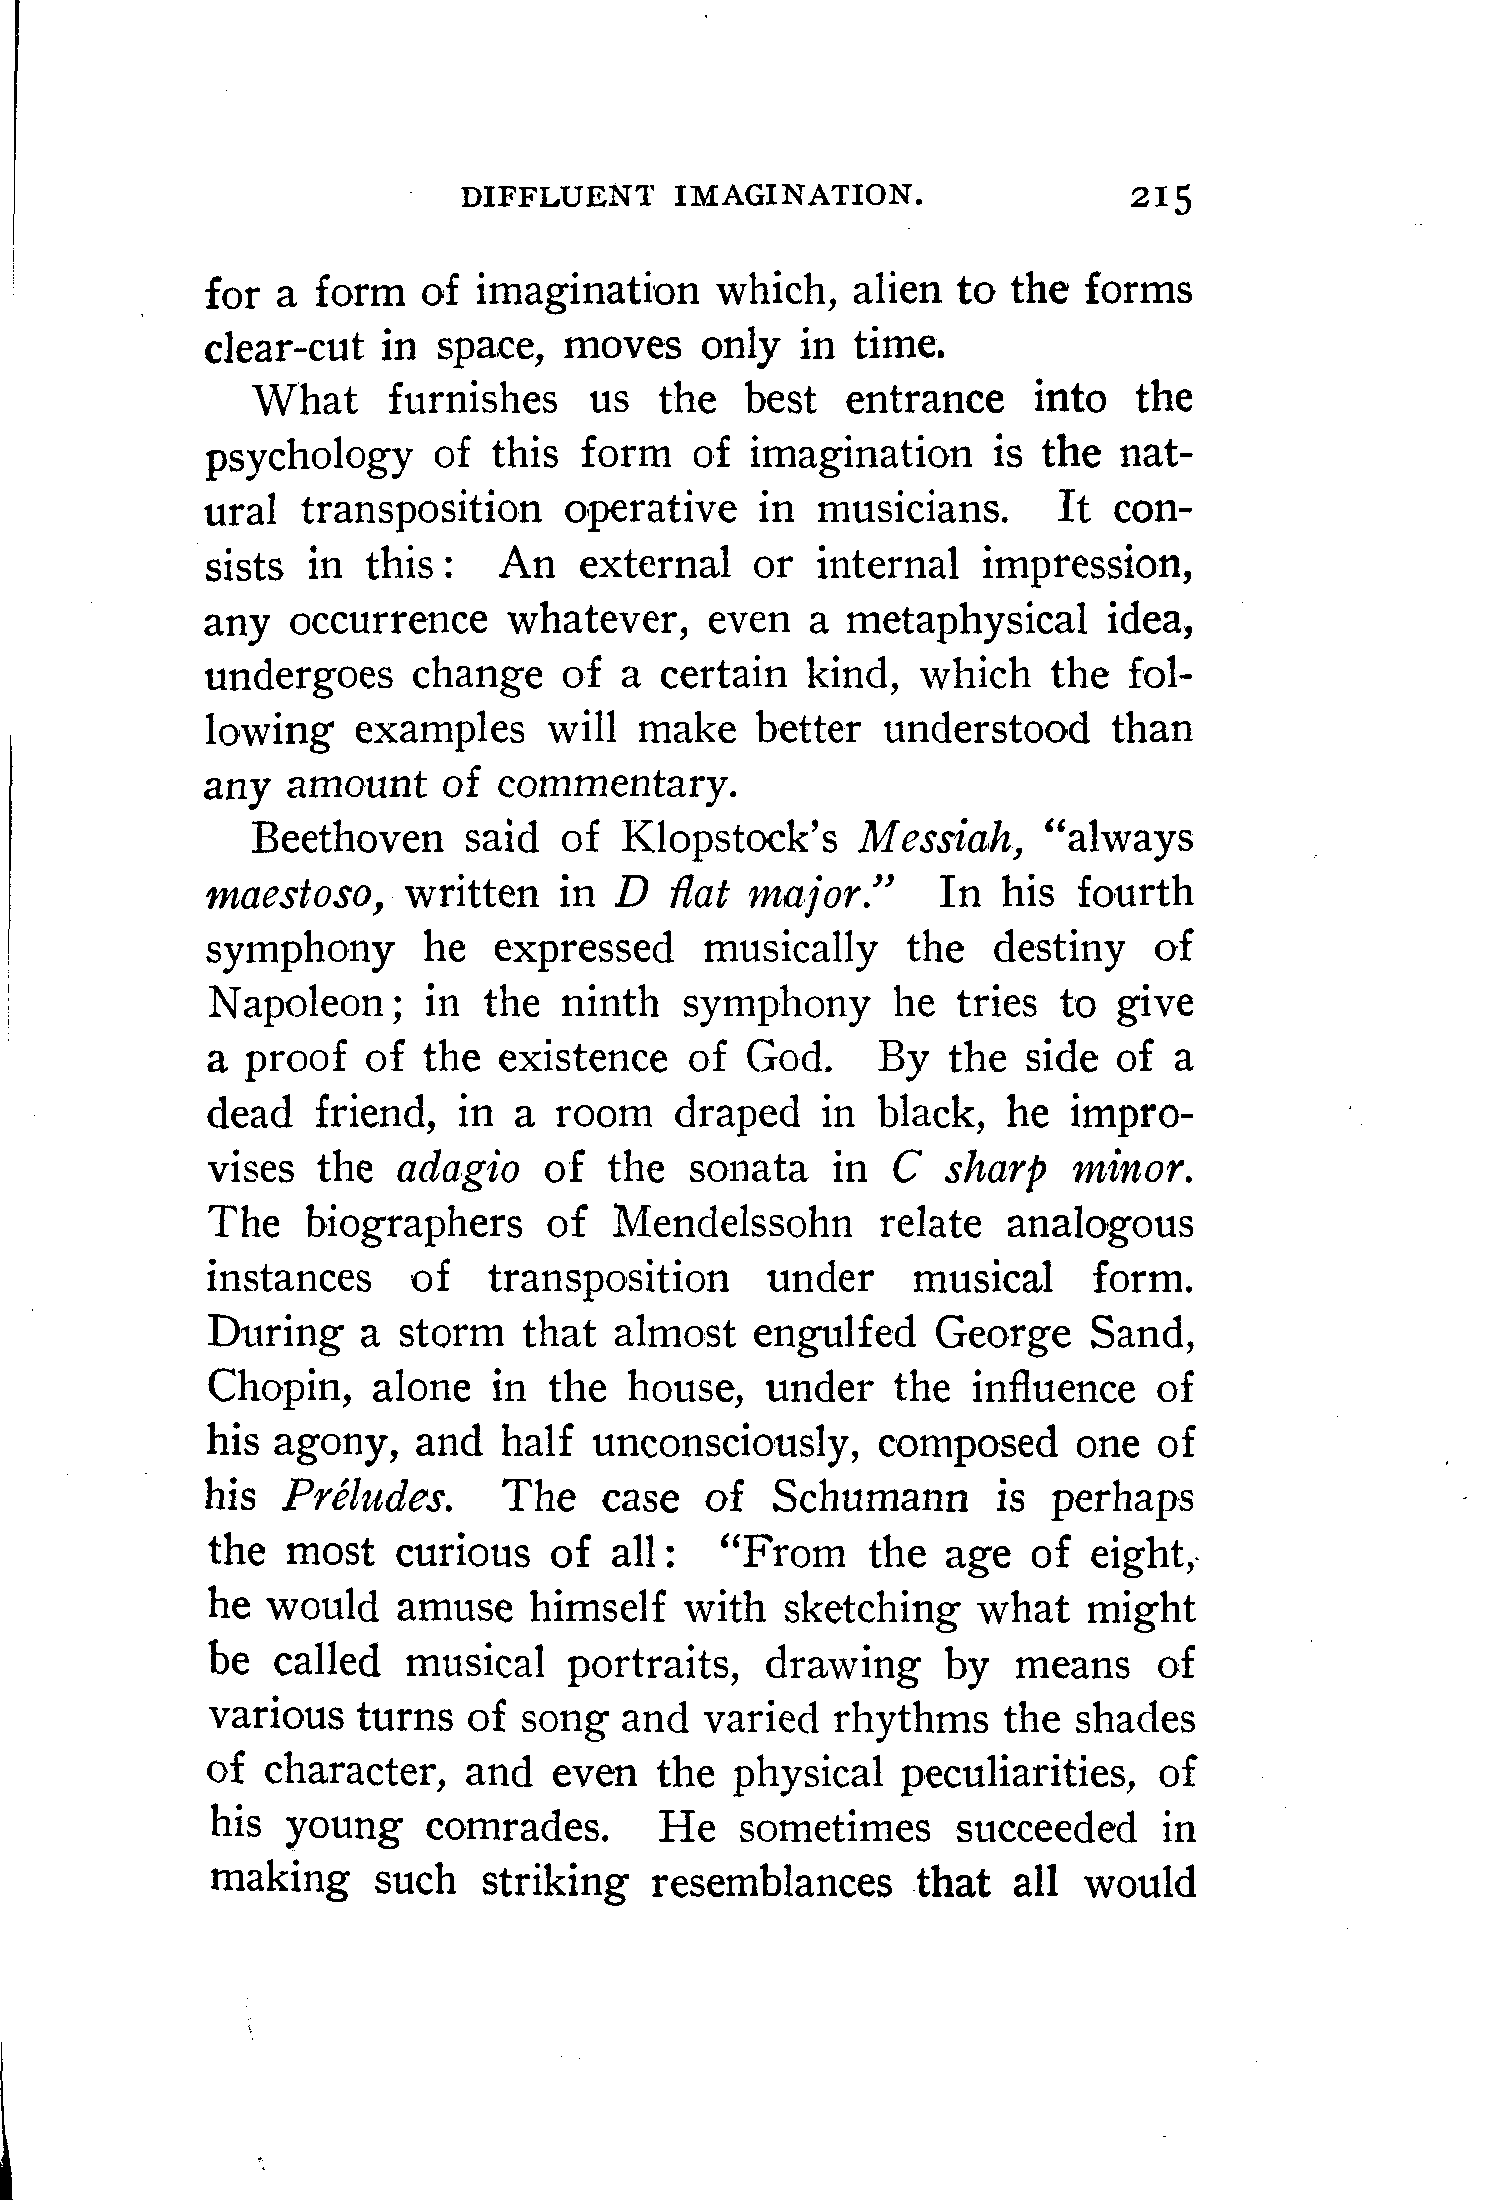 DIFFLUENT IMAGINATION. 215
for a form of imagination which, alien to the forms
clear-cut in space, moves only in time.
What furnishes us the best entrance into the
psychology of this form of imagination is the nat-
ural transposition operative in musicians. It con-
sists in this: An external or internal impression,
any occurrence whatever, even a metaphysical idea,
undergoes change of a certain kind, which the fol-
lowing examples will make better understood than
any amount of commentary.
Beethoven said of Klopstock's Messiah, “always
maestoso, written in D flat major.” In his fourth
symphony he expressed musically the destiny of
Napoleon; in the ninth symphony he tries to give
a proof of the existence of God. By the side of a
dead friend, in a room draped in black, he impro-
vises the adagio of the sonata in C sharp minor.
The biographers of Mendelssohn relate analogous
instances of transposition under musical form.
During a storm that almost engulfed George Sand,
Chopin, alone in the house, under the influence of
his agony, and half unconsciously, composed one of
his Préludes. The case of Schumann is perhaps
the most curious of all: “From the age of eight,
he would amuse himself with sketching what might
be called musical portraits, drawing by means of
various turns of song and varied rhythms the shades
of character, and even the physical peculiarities, of
his young comrades. He sometimes succeeded in
making such striking resemblances that all would